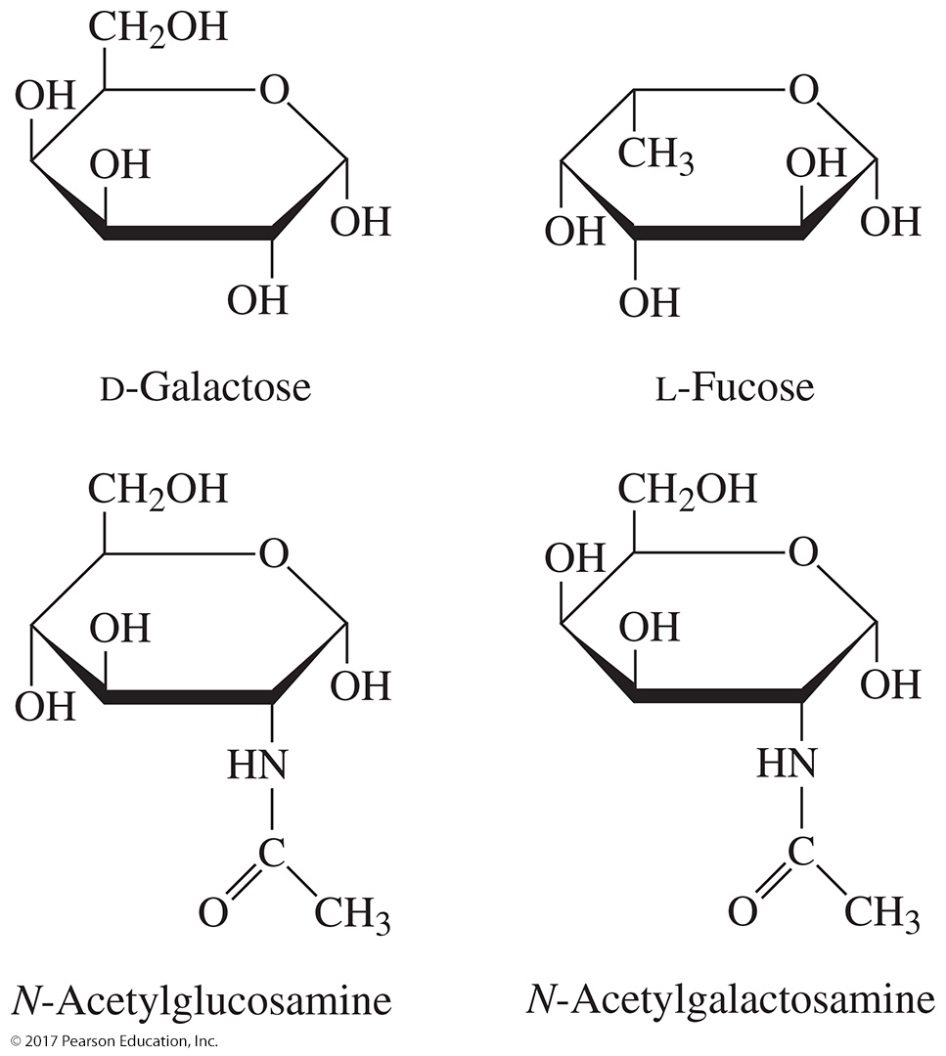 CH2OH
OH
O
OH
OH
OH
D-Galactose
O
CH3
OH
OH
OH
OH
L-Fucose
CH2OH
O
OH
OH
OH
HN
C
O
CH3
N-Acetylglucosamine
CH2OH
OH
O
OH
OH
HN
C
O
CH3
N-Acetylgalactosamine
© 2017 Pearson Education, Inc.